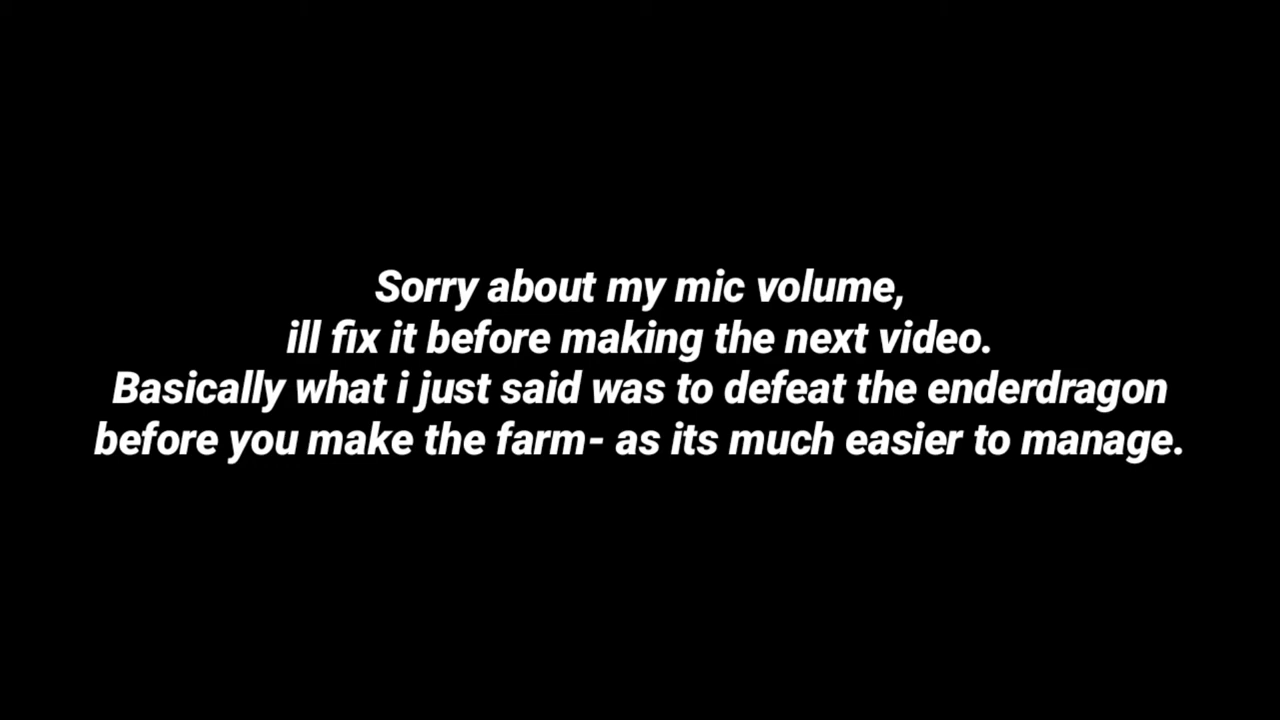 Sorry about my mic volume,
ill fix it before making the next video.
Basically what i just said was to defeat the enderdragon
before you make the farm- as its much easier to manage.